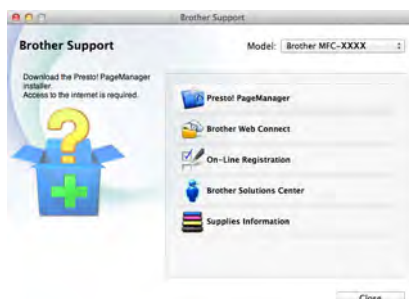 Brother Support
Brother Support
Model: Brother MFC-XXXX
Download the Presto! PageManager
installer.
Access to the internet is required.
Presto! PageManager
Brother Web Connect
On-Line Registration
Brother Solutions Center
Supplies Information
Close